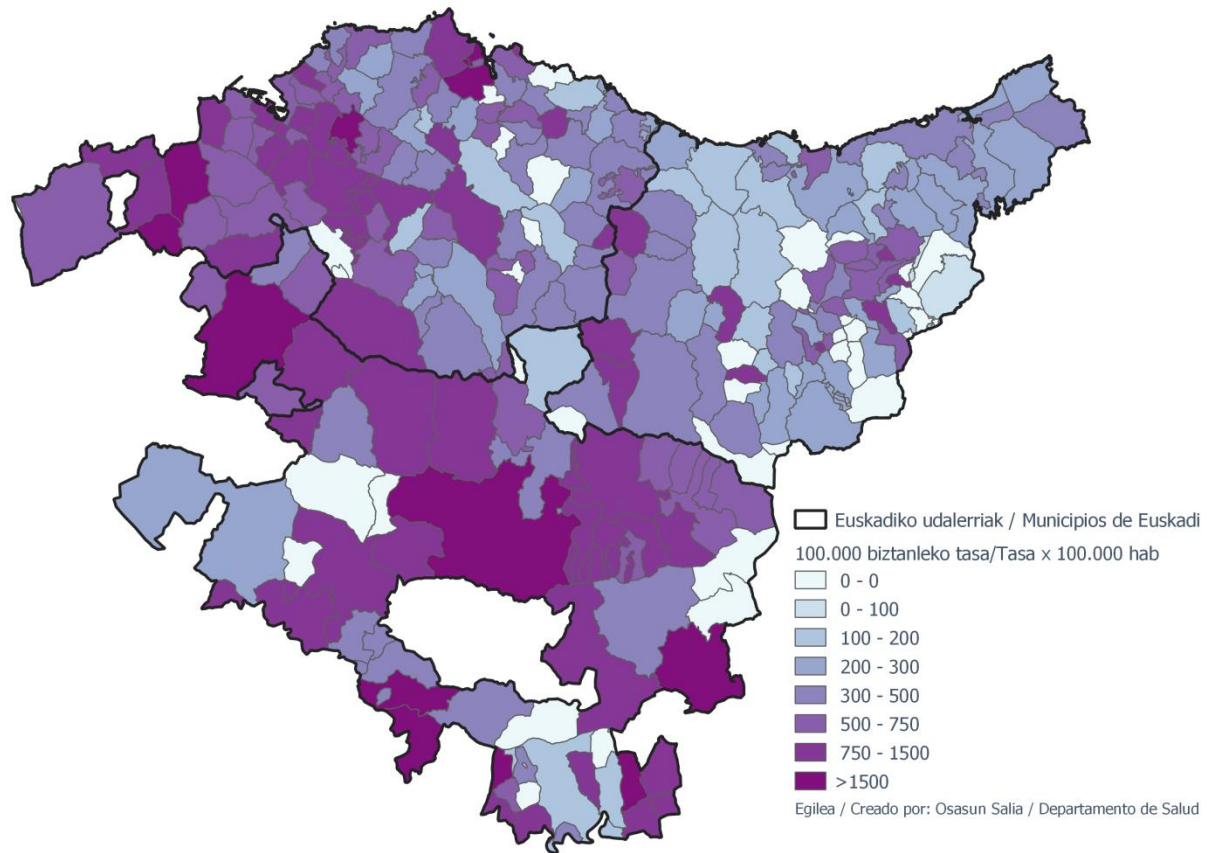 Euskadiko udalerriak / Municipios de Euskadi
100.000 biztanleko tasa/Tasa x 100.000 hab
0 - 0
0 - 100
100 - 200
200 - 300
300 - 500
500 - 750
750 - 1500
>1500
Egilea / Creado por: Osasun Salia / Departamento de Salud